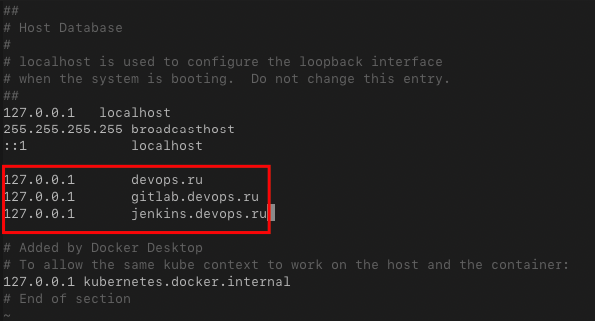 ##
# Host Database
#
# localhost is used to configure the loopback interface
# when the system is booting.  Do not change this entry.
##
127.0.0.1   localhost
255.255.255.255 broadcasthost
::1             localhost
127.0.0.1       devops.ru
127.0.0.1       gitlab.devops.ru
127.0.0.1       jenkins.devops.ru
# Added by Docker Desktop
# To allow the same kube context to work on the host and the container:
127.0.0.1 kubernetes.docker.internal
# End of section
~